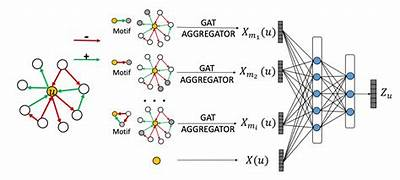 -
+
u
Motif
GAT
AGGREGATOR
X_{m_1}(u)
Motif
GAT
AGGREGATOR
X_{m_2}(u)
. . .
Motif
GAT
AGGREGATOR
X_{m_i}(u)
X(u)
Z_u